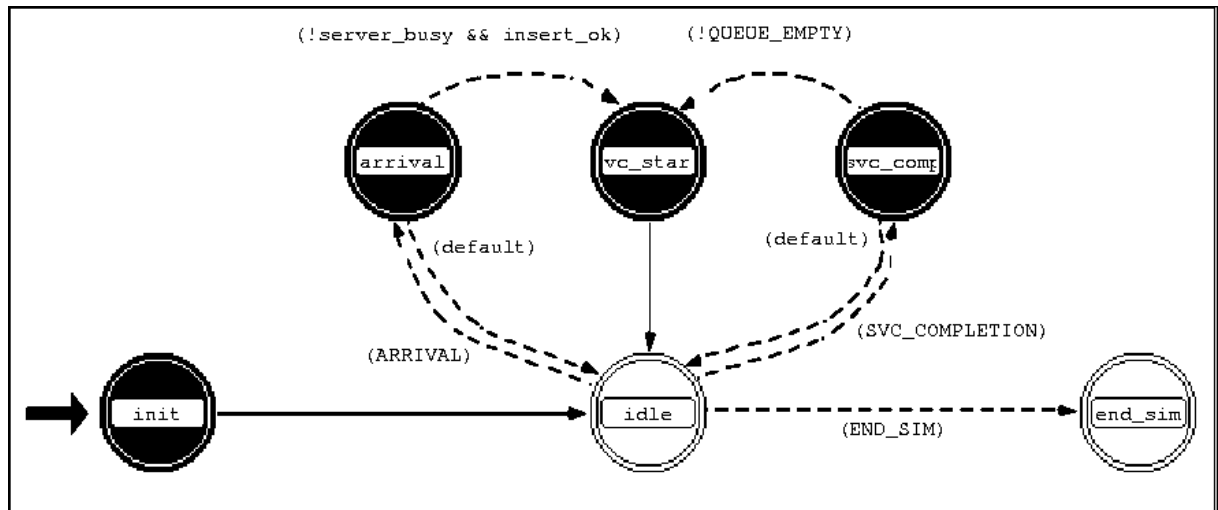 (!server_busy && insert_ok)
(!QUEUE_EMPTY)
arrival
vc_star
svc_comp
(default)
(default)
(ARRIVAL)
(SVC_COMPLETION)
init
idle
end_sim
(END_SIM)